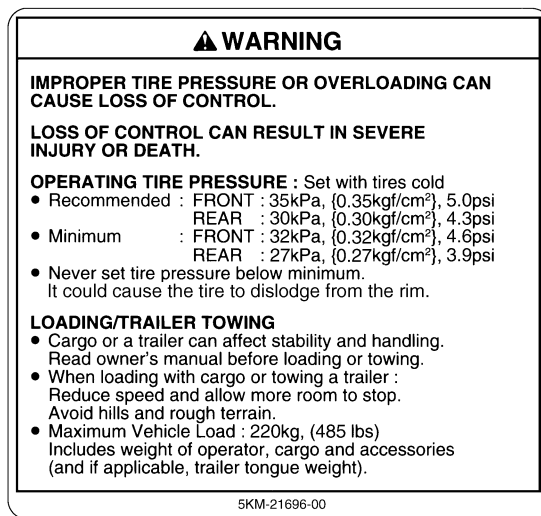 ⚠ WARNING
IMPROPER TIRE PRESSURE OR OVERLOADING CAN
CAUSE LOSS OF CONTROL.
LOSS OF CONTROL CAN RESULT IN SEVERE
INJURY OR DEATH.
OPERATING TIRE PRESSURE : Set with tires cold
● Recommended : FRONT : 35kPa, {0.35kgf/cm²}, 5.0psi
REAR : 30kPa, {0.30kgf/cm²}, 4.3psi
● Minimum : FRONT : 32kPa, {0.32kgf/cm²}, 4.6psi
REAR : 27kPa, {0.27kgf/cm²}, 3.9psi
● Never set tire pressure below minimum.
It could cause the tire to dislodge from the rim.
LOADING/TRAILER TOWING
● Cargo or a trailer can affect stability and handling.
Read owner's manual before loading or towing.
● When loading with cargo or towing a trailer :
Reduce speed and allow more room to stop.
Avoid hills and rough terrain.
● Maximum Vehicle Load : 220kg, (485 lbs)
Includes weight of operator, cargo and accessories
(and if applicable, trailer tongue weight).
5KM-21696-00